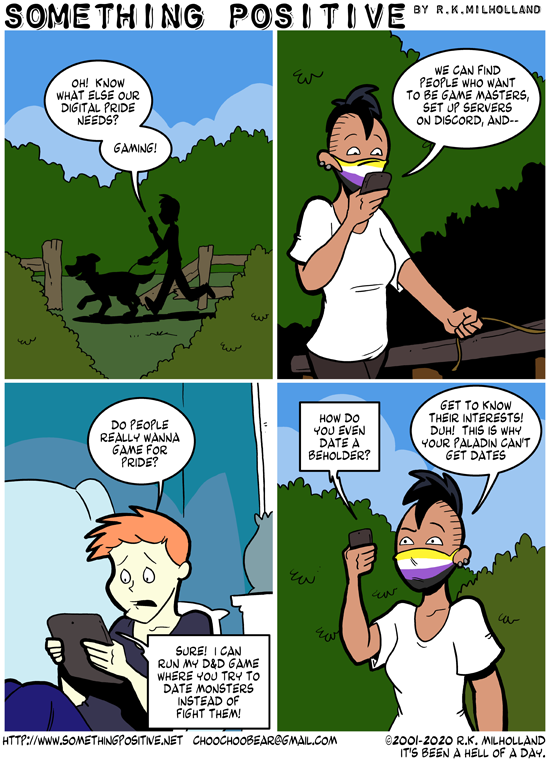 SOMETHING POSITIVE BY R.K.MILHOLLAND
OH! KNOW
WHAT ELSE OUR
DIGITAL PRIDE
NEEDS?
GAMING!
WE CAN FIND
PEOPLE WHO WANT
TO BE GAME MASTERS,
SET UP SERVERS
ON DISCORD, AND--
DO PEOPLE
REALLY WANNA
GAME FOR
PRIDE?
SURE! I CAN
RUN MY D&D GAME
WHERE YOU TRY TO
DATE MONSTERS
INSTEAD OF
FIGHT THEM!
HOW DO
YOU EVEN
DATE A
BEHOLDER?
GET TO KNOW
THEIR INTERESTS!
DUH! THIS IS WHY
YOUR PALADIN CAN'T
GET DATES
HTTP://WWW.SOMETHINGPOSITIVE.NET CHOOCHOOBEAR@GMAIL.COM
©2001-2020 R.K. MILHOLLAND
IT'S BEEN A HELL OF A DAY.